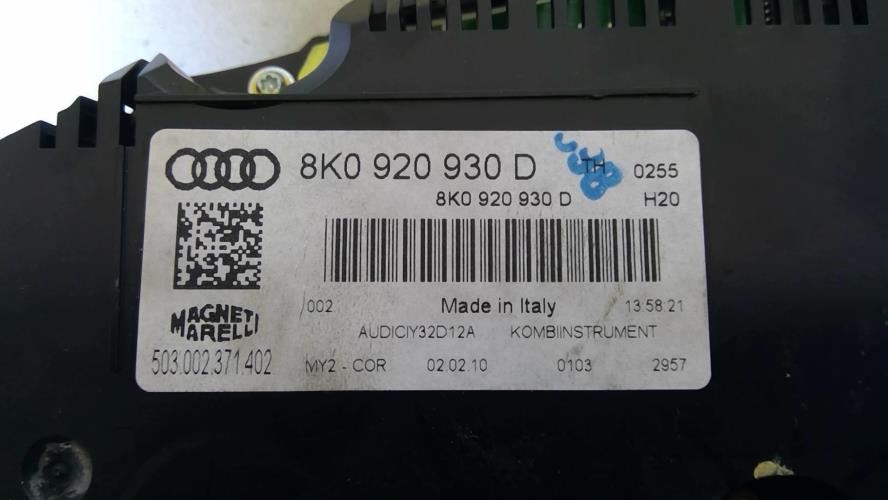 8K0 920 930 D TH 0255
8K0 920 930 D H20
/002 Made in Italy 13:58:21
MAGNETI
MARELLI
AUDICIY32D12A KOMBIINSTRUMENT
503.002.371.402 MY2 - COR 02.02.10 0103 2957